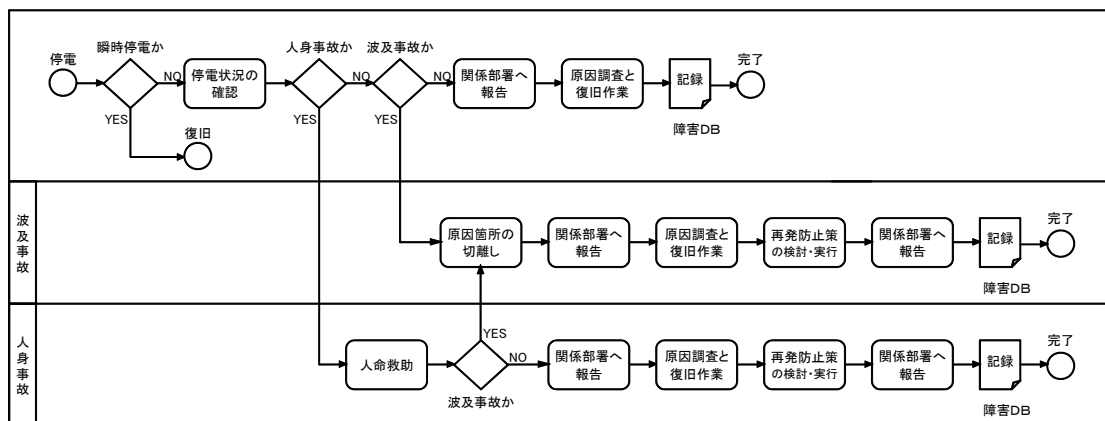 瞬時停電か
人身事故か
波及事故か
停電
NO
停電状況の
確認
NO
NO
関係部署へ
報告
原因調査と
復旧作業
記録
完了
YES
YES
YES
復旧
障害DB
波及事故
原因箇所の
切離し
関係部署へ
報告
原因調査と
復旧作業
再発防止策
の検討・実行
関係部署へ
報告
記録
完了
障害DB
人身事故
人命救助
YES
NO
波及事故か
関係部署へ
報告
原因調査と
復旧作業
再発防止策
の検討・実行
関係部署へ
報告
記録
完了
障害DB